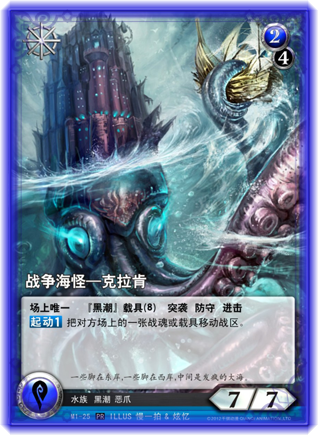 2
4
战争海怪—克拉肯
场上唯一 『黑潮』载具(8) 突袭 防守 进击
起动1 把对方场上的一张战魂或载具移动战区。
一些脚在东岸,一些脚在西岸,中间是发疯的大海
水族 黑潮 恶爪
7/7
PR ILLUS